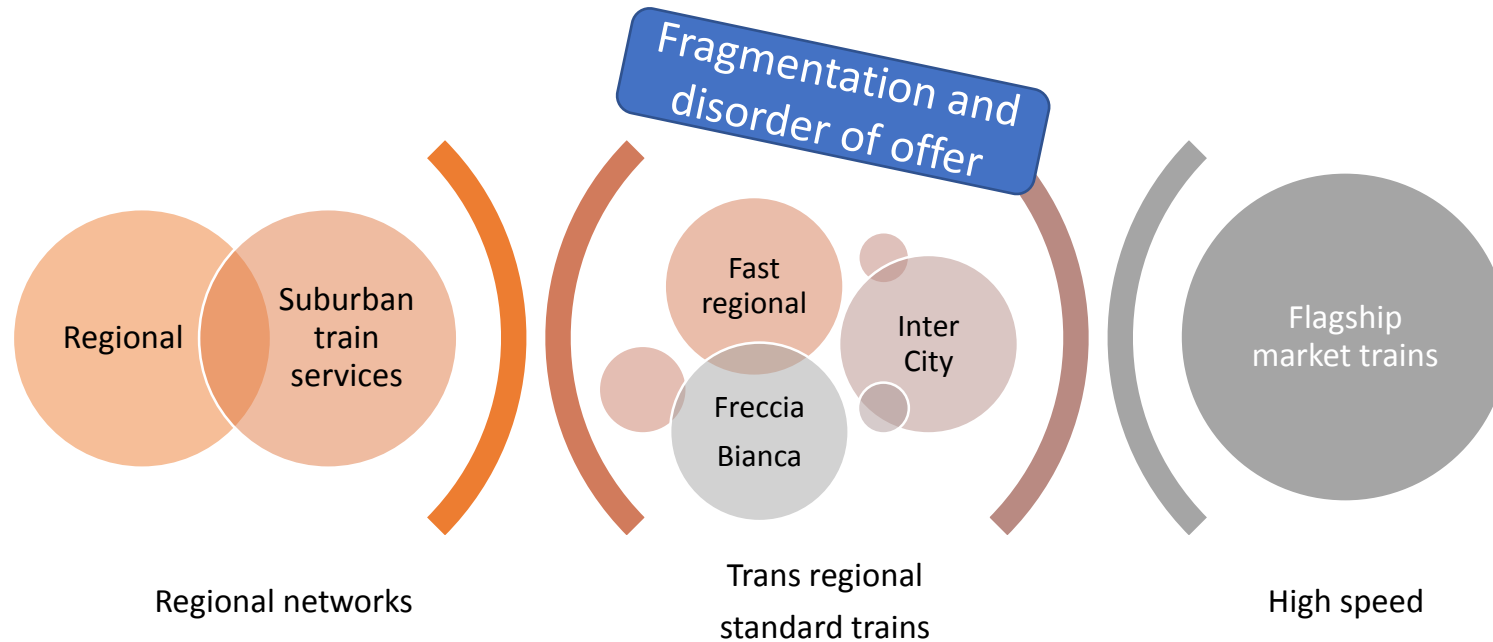 Fragmentation and
disorder of offer
Regional
Suburban
train
services
Fast
regional
Inter
City
Freccia
Bianca
Flagship
market trains
Regional networks
Trans regional
standard trains
High speed